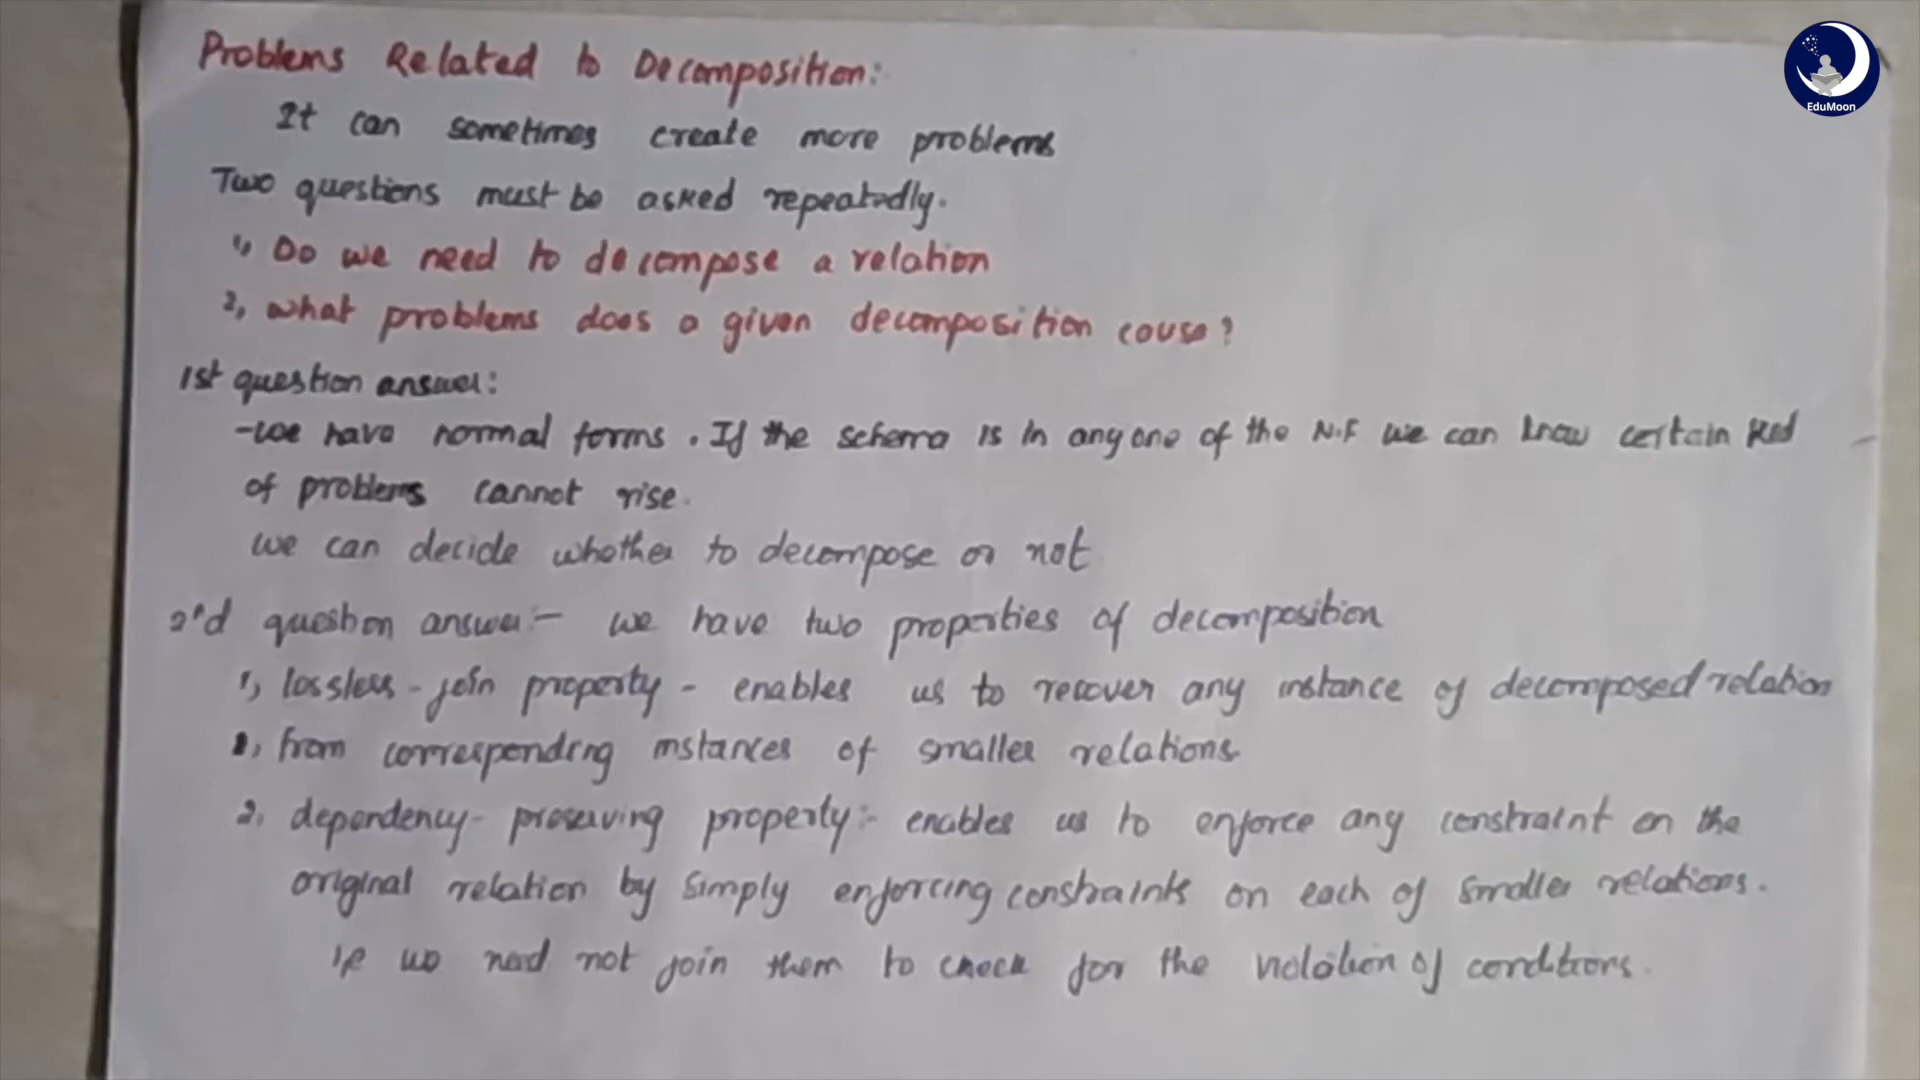 Problems Related to Decomposition:
It can sometimes create more problems
Two questions must be asked repeatedly.
1, Do we need to decompose a relation
2, what problems does a given decomposition couse?
1st question answer:
-we have normal forms. If the schema is in any one of the N.F we can know certain kind
of problems cannot rise.
we can decide whether to decompose or not
2nd question answer:- we have two properties of decomposition
1, lossless-join property - enables us to recover any instance of decomposed relation
from corresponding instances of smaller relations
2, dependency-preserving property:- enables us to enforce any constraint on the
original relation by simply enforcing constraints on each of smaller relations.
ie we need not join them to check for the violation of conditions.
EduMoon